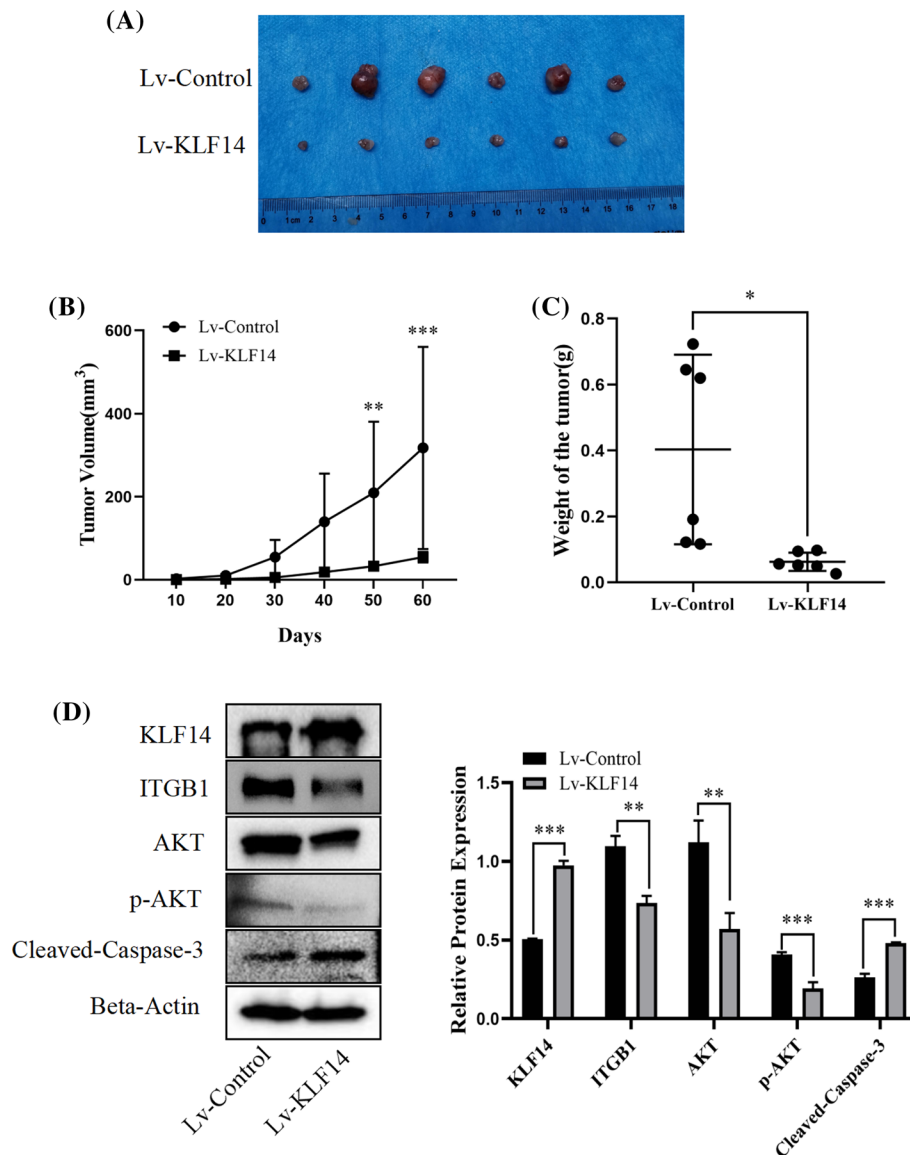 (A)
Lv-Control
Lv-KLF14
0 1cm 2 3 4 5 6 7 8 9 10 11 12 13 14 15 16 17 18
(B)
Lv-Control
Lv-KLF14
Tumor Volume(mm³)
600
400
200
0
***
**
10 20 30 40 50 60
Days
(C)
*
Weight of the tumor(g)
0.8
0.6
0.4
0.2
0.0
Lv-Control Lv-KLF14
(D)
KLF14
ITGB1
AKT
p-AKT
Cleaved-Caspase-3
Beta-Actin
Lv-Control Lv-KLF14
Lv-Control
Lv-KLF14
Relative Protein Expression
1.5
1.0
0.5
0.0
*** ** ** *** ***
KLF14 ITGB1 AKT p-AKT Cleaved-Caspase-3